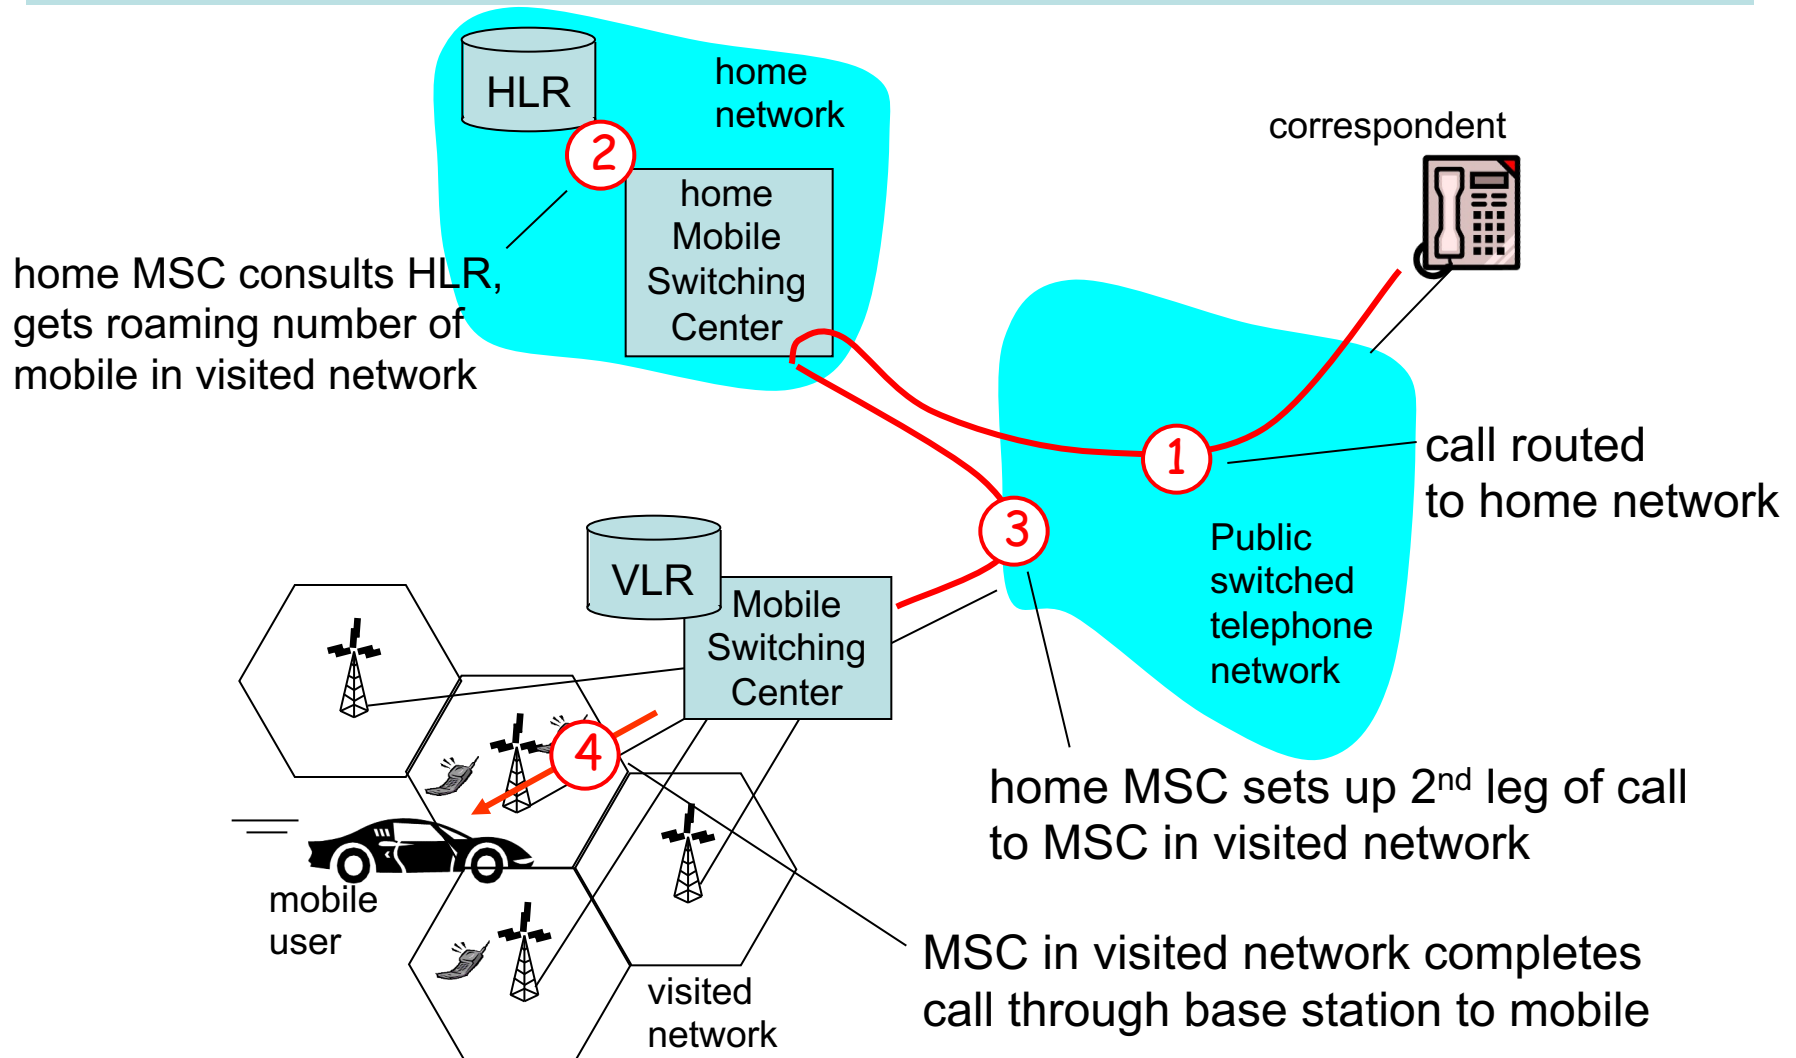 HLR
home
network
correspondent
2
home
Mobile
Switching
Center
home MSC consults HLR,
gets roaming number of
mobile in visited network
1
call routed
to home network
3
Public
switched
telephone
network
VLR
Mobile
Switching
Center
4
home MSC sets up 2nd leg of call
to MSC in visited network
mobile
user
MSC in visited network completes
call through base station to mobile
visited
network